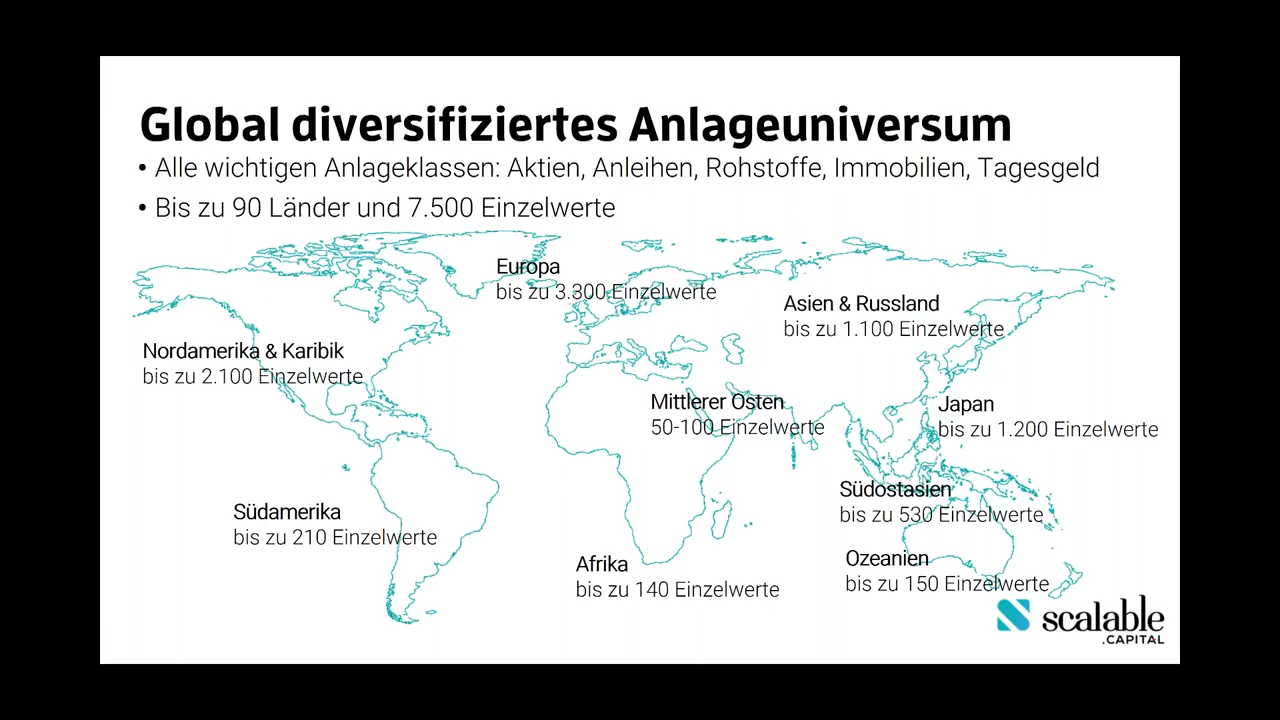 Global diversifiziertes Anlageuniversum
• Alle wichtigen Anlageklassen: Aktien, Anleihen, Rohstoffe, Immobilien, Tagesgeld
• Bis zu 90 Länder und 7.500 Einzelwerte
Europa
bis zu 3.300 Einzelwerte
Asien & Russland
bis zu 1.100 Einzelwerte
Nordamerika & Karibik
bis zu 2.100 Einzelwerte
Mittlerer Osten
50-100 Einzelwerte
Japan
bis zu 1.200 Einzelwerte
Südostasien
bis zu 530 Einzelwerte
Südamerika
bis zu 210 Einzelwerte
Afrika
bis zu 140 Einzelwerte
Ozeanien
bis zu 150 Einzelwerte
scalable
.CAPITAL